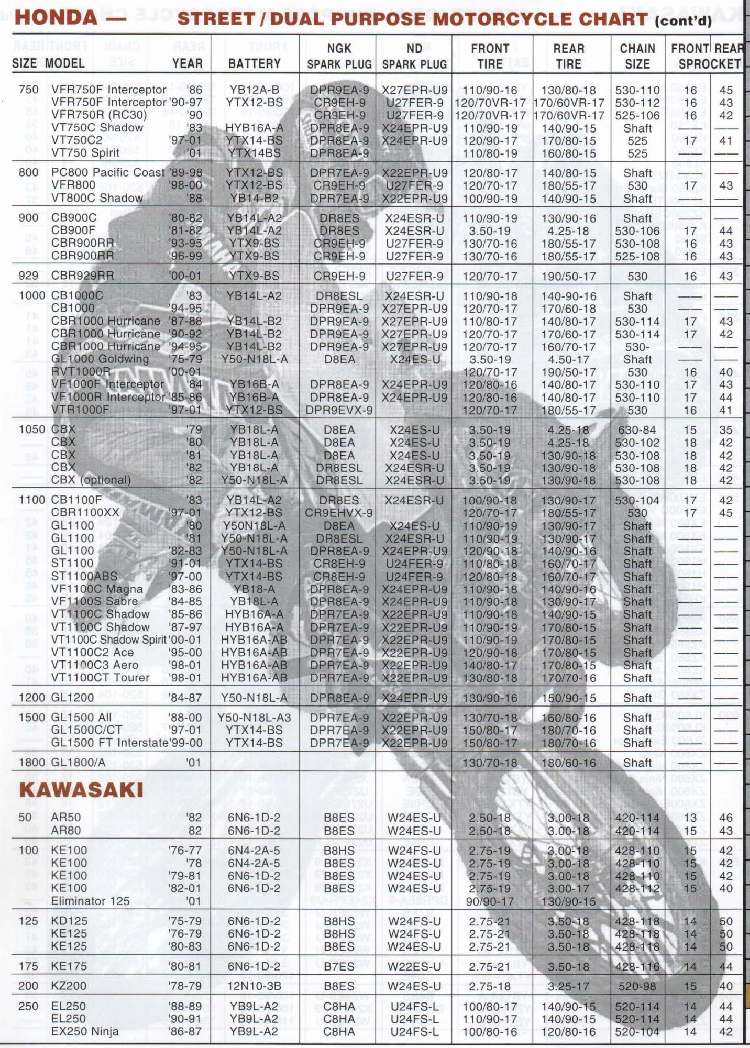 HONDA — STREET / DUAL PURPOSE MOTORCYCLE CHART (cont'd)
NGK ND FRONT REAR CHAIN FRONT REAR
SIZE MODEL YEAR BATTERY SPARK PLUG SPARK PLUG TIRE TIRE SIZE SPROCKET
750 VFR750F Interceptor '86 YB12A-B DPR9EA-9 X27EPR-U9 110/90-16 130/80-18 530-110 16 45
VFR750F Interceptor '90-97 YTX12-BS CR9EH-9 U27FER-9 120/70VR-17 170/60VR-17 530-112 16 43
VFR750R (RC30) '90 CR9EH-9 U27FER-9 120/70VR-17 170/60VR-17 525-106 16 42
VT750C Shadow '83 HYB16A-A DPR8EA-9 X24EPR-U9 110/90-19 140/90-15 Shaft — —
VT750C2 '97-01 YTX14-BS DPR8EA-9 X24EPR-U9 120/90-17 170/80-15 525 17 41
VT750 Spirit '01 YTX14BS DPR8EA-9 110/80-19 160/80-15 525 — —
800 PC800 Pacific Coast '89-98 YTX12-BS DPR7EA-9 X22EPR-U9 120/80-17 140/80-15 Shaft — —
VFR800 '98-00 YTX12-BS CR9EH-9 U27FER-9 120/70-17 180/55-17 530 17 43
VT800C Shadow '88 YB14-B2 DPR7EA-9 X22EPR-U9 100/90-19 140/90-15 Shaft — —
900 CB900C '80-82 YB14L-A2 DR8ES X24ESR-U 110/90-19 130/90-16 Shaft — —
CB900F '81-82 YB14L-A2 DR8ES X24ESR-U 3.50-19 4.25-18 530-106 17 44
CBR900RR '93-95 YTX9-BS CR9EH-9 U27FER-9 130/70-16 180/55-17 530-108 16 43
CBR900RR '96-99 YTX9-BS CR9EH-9 U27FER-9 130/70-16 180/55-17 525-108 16 43
929 CBR929RR '00-01 YTX9-BS CR9EH-9 U27FER-9 120/70-17 190/50-17 530 16 43
1000 CB1000C '83 YB14L-A2 DR8ESL X24ESR-U 110/90-18 140-90-16 Shaft — —
CB1000 '94-95 DPR9EA-9 X27EPR-U9 120/70-17 170/60-18 530 — —
CBR1000 Hurricane '87-88 YB14L-B2 DPR9EA-9 X27EPR-U9 110/80-17 140/80-17 530-114 17 43
CBR1000 Hurricane '90-92 YB14L-B2 DPR9EA-9 X27EPR-U9 120/70-17 170/60-17 530-114 17 42
CBR1000 Hurricane '94-95 YB14L-B2 DPR9EA-9 X27EPR-U9 120/70-17 160/70-17 530-
GL1000 Goldwing '75-79 Y50-N18L-A D8EA X24ES-U 3.50-19 4.50-17 Shaft — —
RVT1000R '00-01 120/70-17 190/50-17 530 16 40
VF1000F Interceptor '84 YB16B-A DPR8EA-9 X24EPR-U9 120/80-16 140/80-17 530-110 17 43
VF1000R Interceptor '85-86 YB16B-A DPR8EA-9 X24EPR-U9 120/80-16 140/80-17 530-110 17 44
VTR1000F '97-01 YTX12-BS DPR9EVX-9 120/70-17 180/55-17 530 16 41
1050 CBX '79 YB18L-A D8EA X24ES-U 3.50-19 4.25-18 630-84 15 35
CBX '80 YB18L-A D8EA X24ES-U 3.50-19 4.25-18 530-102 18 42
CBX '81 YB18L-A D8EA X24ES-U 3.50-19 130/90-18 530-108 18 42
CBX '82 YB18L-A DR8ESL X24ESR-U 3.50-19 130/90-18 530-108 18 42
CBX (optional) '82 Y50-N18L-A DR8ESL X24ESR-U 3.50-19 130/90-18 530-108 18 42
1100 CB1100F '83 YB14L-A2 DR8ES X24ESR-U 100/90-18 130/90-17 530-104 17 42
CBR1100XX '97-01 YTX12-BS CR9EHVX-9 120/70-17 180/55-17 530 17 45
GL1100 '80 Y50N18L-A D8EA X24ES-U 110/90-19 130/90-17 Shaft — —
GL1100 '81 Y50-N18L-A DR8ESL X24ESR-U 110/90-19 130/90-17 Shaft — —
GL1100 '82-83 Y50-N18L-A DPR8EA-9 X24EPR-U9 120/90-18 140/90-16 Shaft — —
ST1100 '91-01 YTX14-BS CR8EH-9 U24FER-9 110/80-18 160/70-17 Shaft — —
ST1100ABS '97-00 YTX14-BS CR8EH-9 U24FER-9 120/80-18 160/70-17 Shaft — —
VF1100C Magna '83-86 YB18-A DPR8EA-9 X24EPR-U9 110/90-18 140/90-16 Shaft — —
VF1100S Sabre '84-85 YB18L-A DPR8EA-9 X24EPR-U9 110/90-18 130/90-17 Shaft — —
VT1100C Shadow '85-86 HYB16A-A DPR7EA-9 X22EPR-U9 110/90-18 140/90-15 Shaft — —
VT1100C Shadow '87-97 HYB16A-A DPR7EA-9 X22EPR-U9 110/90-19 170/80-15 Shaft — —
VT1100C Shadow Spirit '00-01 HYB16A-AB DPR7EA-9 X22EPR-U9 110/90-19 170/80-15 Shaft — —
VT1100C2 Ace '95-00 HYB16A-AB DPR7EA-9 X22EPR-U9 120/90-18 170/80-15 Shaft — —
VT1100C3 Aero '98-01 HYB16A-AB DPR7EA-9 X22EPR-U9 140/80-17 170/80-15 Shaft — —
VT1100CT Tourer '98-01 HYB16A-AB DPR7EA-9 X22EPR-U9 110/90-18 170/80-15 Shaft — —
1200 GL1200 '84-87 Y50-N18L-A DPR8EA-9 X24EPR-U9 130/90-16 150/90-15 Shaft — —
1500 GL1500 All '88-00 Y50-N18L-A3 DPR7EA-9 X22EPR-U9 130/70-18 160/80-16 Shaft — —
GL1500C/CT '97-01 YTX14-BS DPR7EA-9 X22EPR-U9 150/80-17 180/70-16 Shaft — —
GL1500 FT Interstate '99-00 YTX14-BS DPR7EA-9 X22EPR-U9 150/80-17 180/70-16 Shaft — —
1800 GL1800/A '01 130/70-18 180/60-16 Shaft — —
KAWASAKI
50 AR50 '82 6N6-1D-2 B8ES W24ES-U 2.50-18 3.00-18 420-114 13 46
AR80 82 6N6-1D-2 B8ES W24ES-U 2.50-18 3.00-18 420-114 15 43
100 KE100 '76-77 6N4-2A-5 B8HS W24FS-U 2.75-19 3.00-18 428-110 15 42
KE100 '78 6N4-2A-5 B8ES W24ES-U 2.75-19 3.00-18 428-110 15 42
KE100 '79-81 6N6-1D-2 B8ES W24ES-U 2.75-19 3.00-18 428-110 15 42
KE100 '82-01 6N6-1D-2 B8ES W24ES-U 2.75-19 3.00-17 428-112 15 40
Eliminator 125 '01 90/90-17 130/90-15
125 KD125 '75-79 6N6-1D-2 B8HS W24FS-U 2.75-21 3.50-18 428-118 14 50
KE125 '76-79 6N6-1D-2 B8HS W24FS-U 2.75-21 3.50-18 428-118 14 50
KE125 '80-83 6N6-1D-2 B8ES W24ES-U 2.75-21 3.50-18 428-118 14 50
175 KE175 '80-81 6N6-1D-2 B7ES W22ES-U 2.75-21 3.50-18 428-116 14 44
200 KZ200 '78-79 12N10-3B B8ES W24ES-U 2.75-18 3.25-17 520-98 15 40
250 EL250 '88-89 YB9L-A2 C8HA U24FS-L 100/80-17 140/90-15 520-114 14 44
EL250 '90-91 YB9L-A2 C8HA U24FS-L 110/90-17 140/90-15 520-114 14 44
EX250 Ninja '86-87 YB9L-A2 C8HA U24FS-L 100/80-16 120/80-16 520-104 14 42